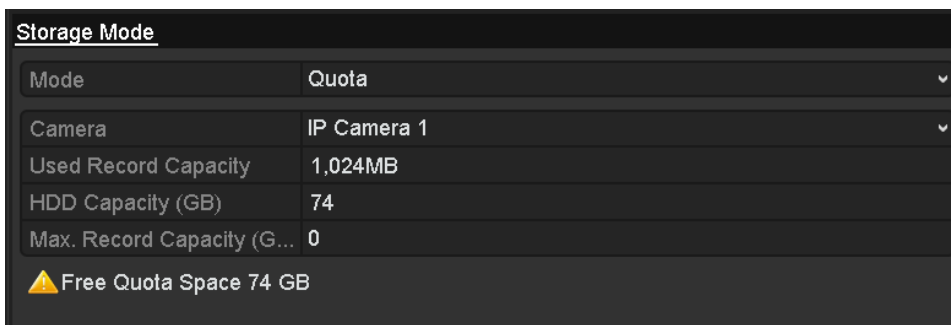 Storage Mode
Mode Quota
Camera IP Camera 1
Used Record Capacity 1,024MB
HDD Capacity (GB) 74
Max. Record Capacity (G... 0
Free Quota Space 74 GB